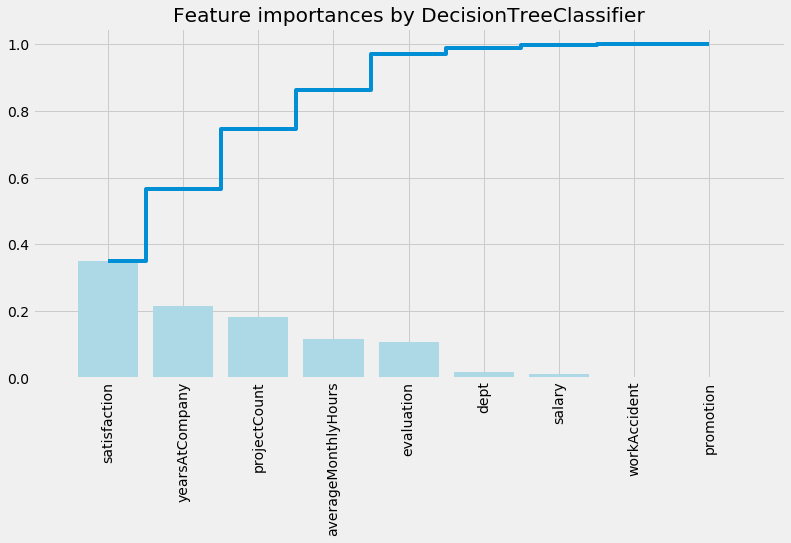 Feature importances by DecisionTreeClassifier
1.0
0.8
0.6
0.4
0.2
0.0
satisfaction
yearsAtCompany
projectCount
averageMonthlyHours
evaluation
dept
salary
workAccident
promotion